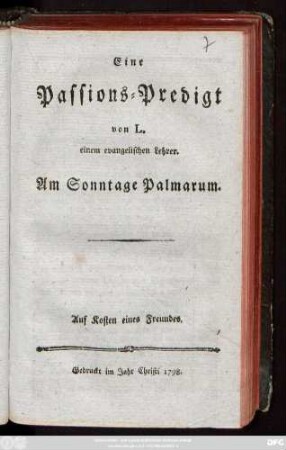 7
Eine
Passions-Predigt
von L.
einem evangelischen Lehrer.
Am Sonntage Palmarum.
Auf Kosten eines Freundes.
Gedruckt im Jahr Christi 1798.